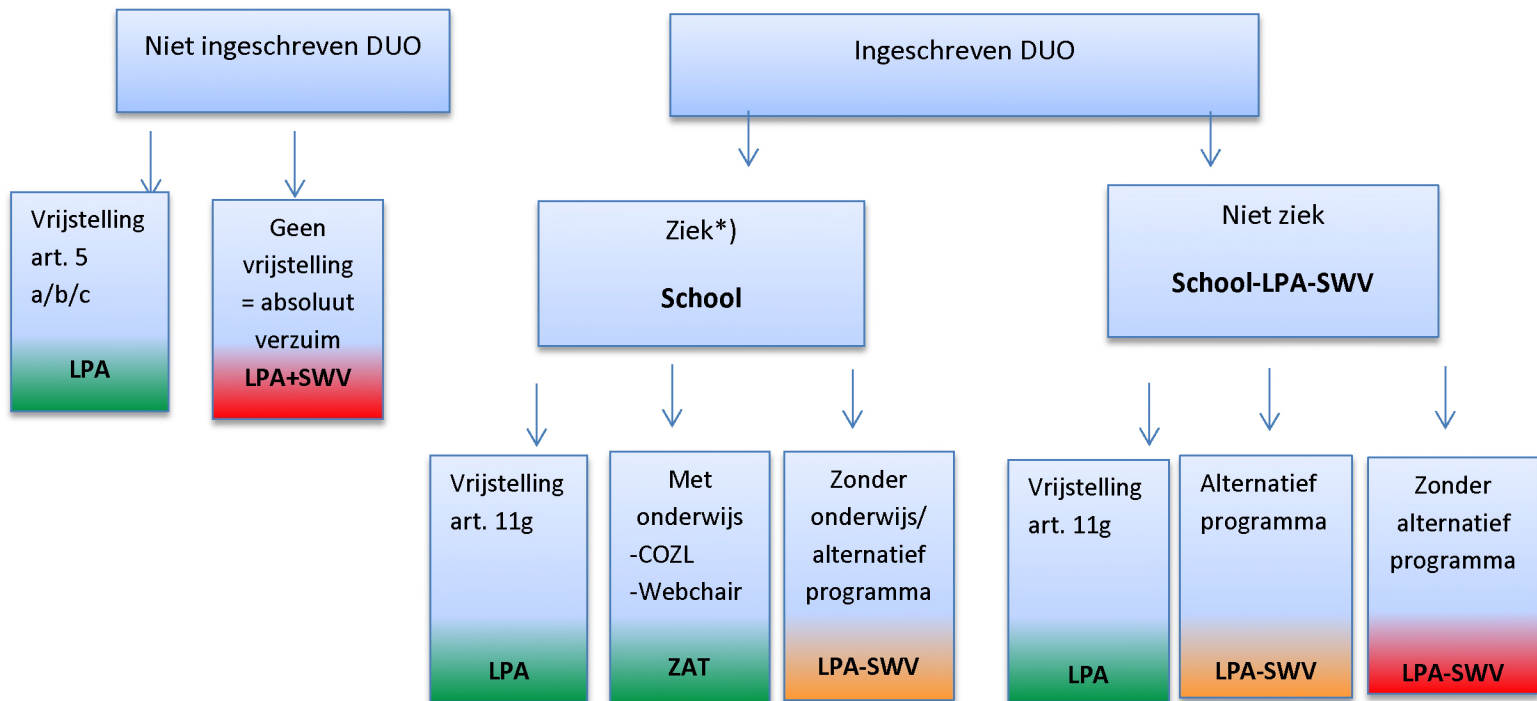 Niet ingeschreven DUO
Ingeschreven DUO
Vrijstelling
art. 5
a/b/c
LPA
Geen
vrijstelling
= absoluut
verzuim
LPA+SWV
Ziek*)
School
Niet ziek
School-LPA-SWV
Vrijstelling
art. 11g
LPA
Met
onderwijs
-COZL
-Webchair
ZAT
Zonder
onderwijs/
alternatief
programma
LPA-SWV
Vrijstelling
art. 11g
LPA
Alternatief
programma
LPA-SWV
Zonder
alternatief
programma
LPA-SWV